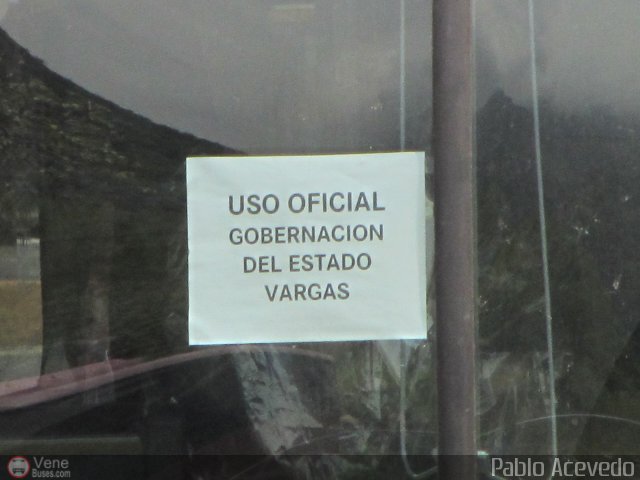 USO OFICIAL
GOBERNACION
DEL ESTADO
VARGAS
Vene
Buses.com
Pablo Acevedo